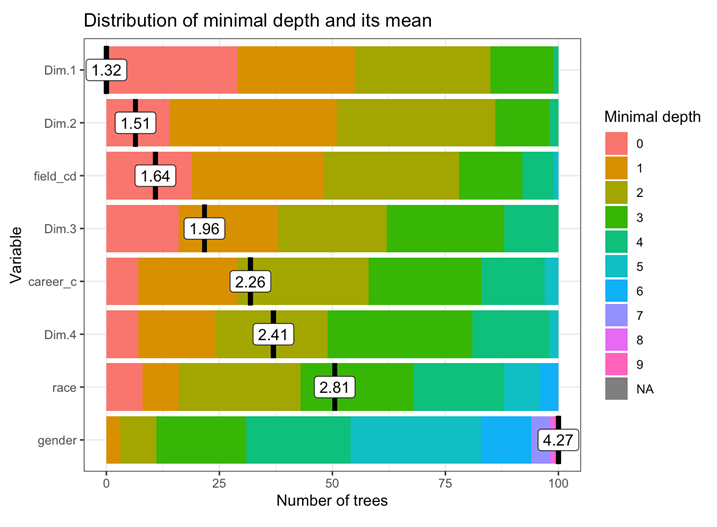 Distribution of minimal depth and its mean
Variable
Dim.1
1.32
Dim.2
1.51
field_cd
1.64
Dim.3
1.96
career_c
2.26
Dim.4
2.41
race
2.81
gender
4.27
0
25
50
75
100
Number of trees
Minimal depth
0
1
2
3
4
5
6
7
8
9
NA